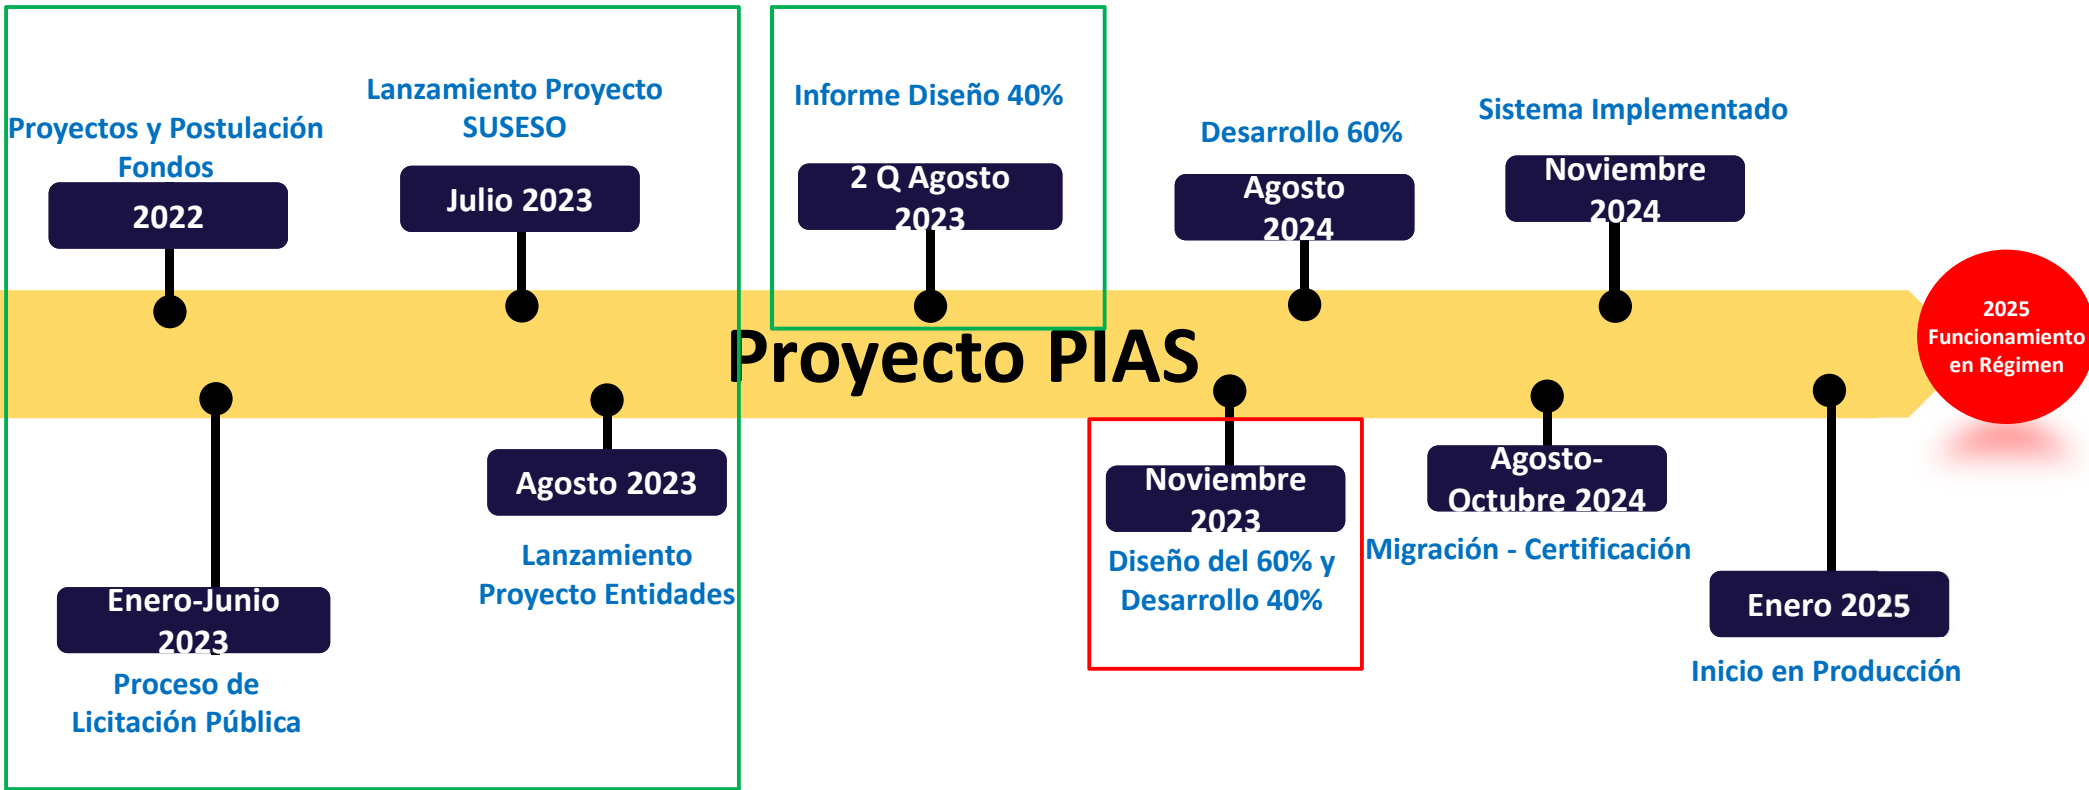 Proyectos y Postulación
Fondos
2022
Lanzamiento Proyecto
SUSESO
Julio 2023
Informe Diseño 40%
2 Q Agosto
2023
Desarrollo 60%
Agosto
2024
Sistema Implementado
Noviembre
2024
Proyecto PIAS
2025
Funcionamiento
en Régimen
Enero-Junio
2023
Proceso de
Licitación Pública
Agosto 2023
Lanzamiento
Proyecto Entidades
Noviembre
2023
Diseño del 60% y
Desarrollo 40%
Agosto-
Octubre 2024
Migración - Certificación
Enero 2025
Inicio en Producción